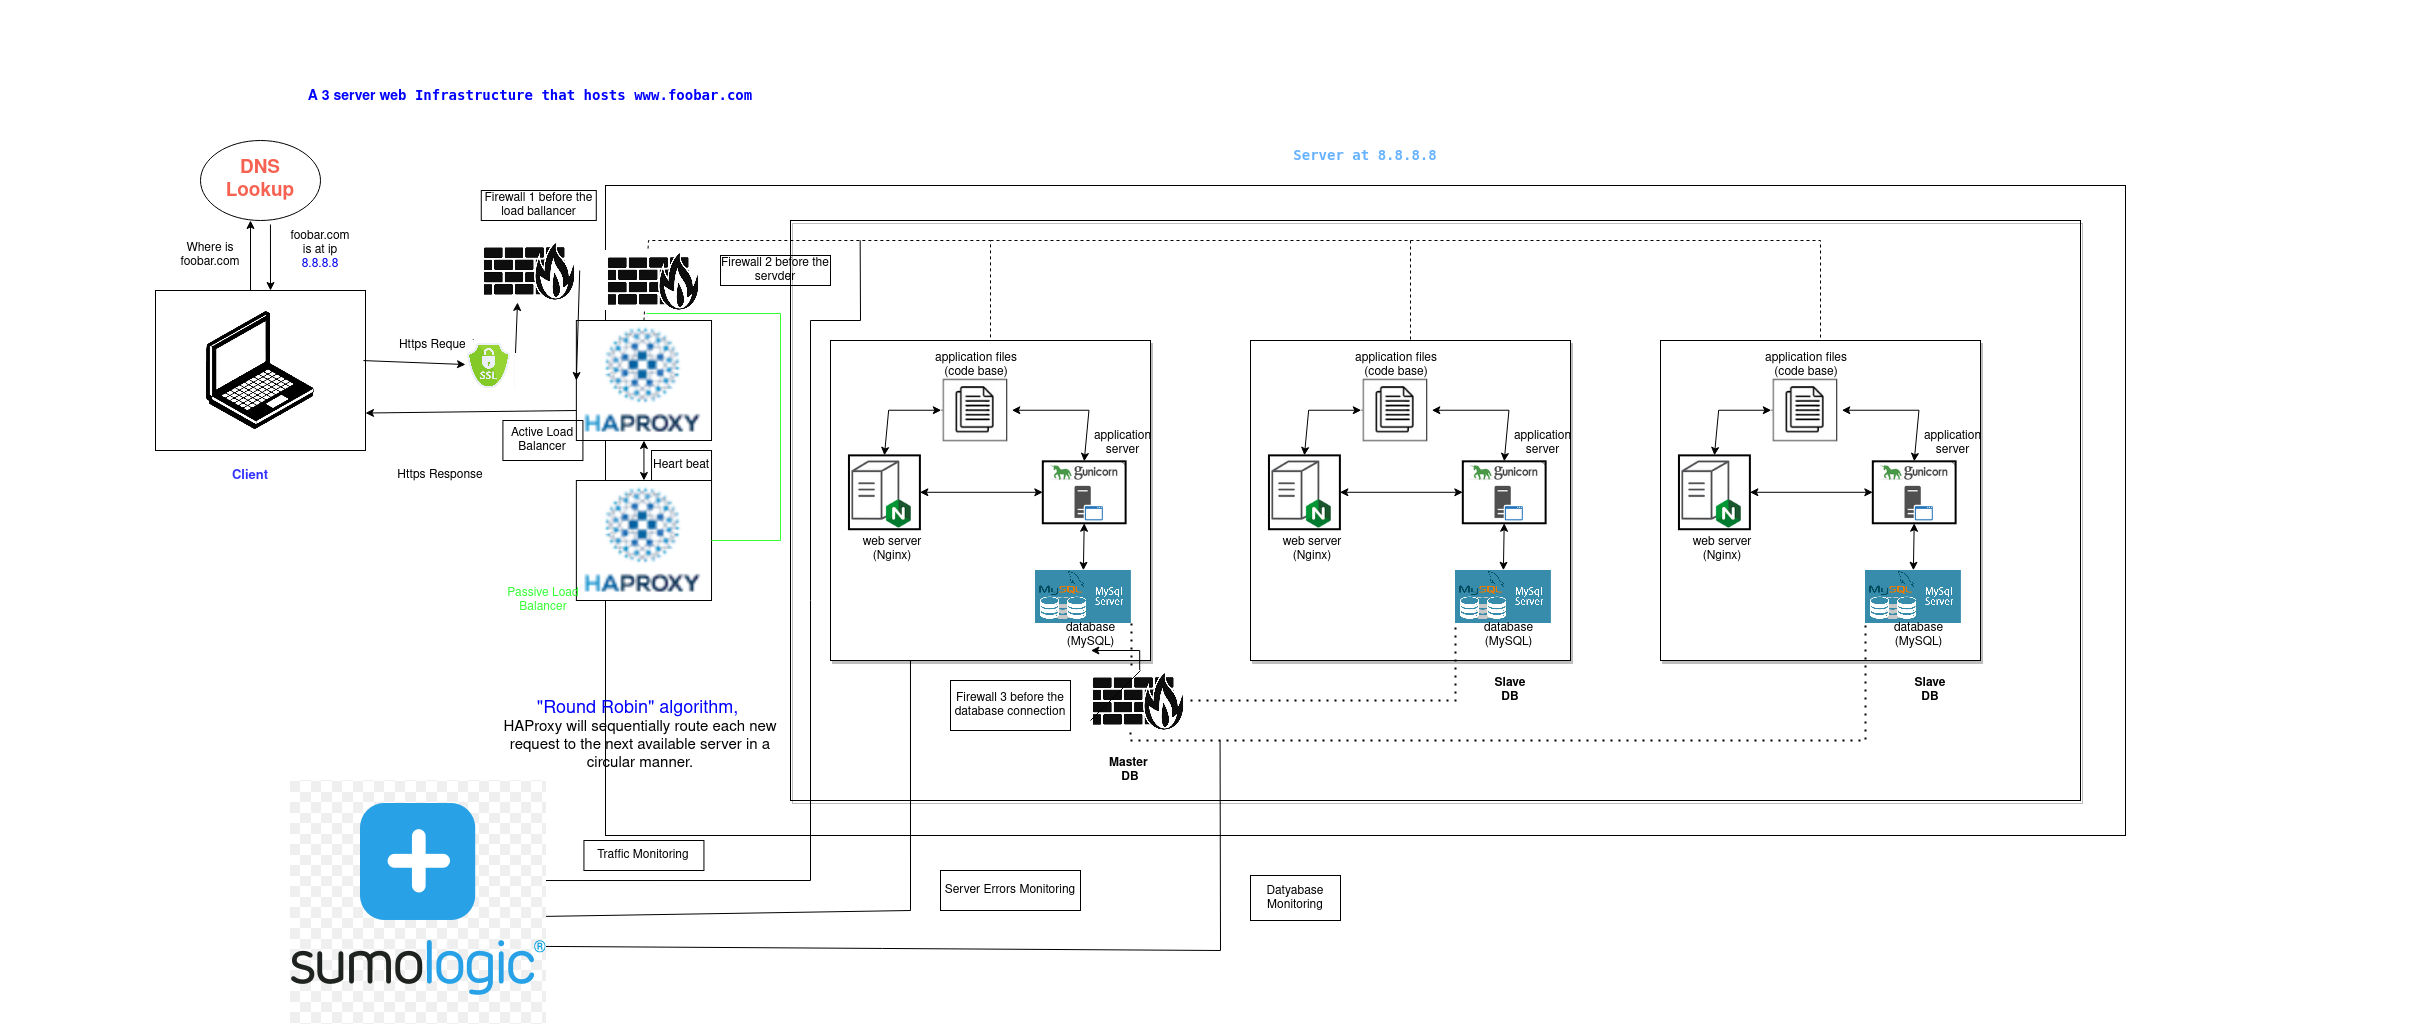 A 3 server web Infrastructure that hosts www.foobar.com
Server at 8.8.8.8
DNS
Lookup
Where is
foobar.com
foobar.com
is at ip
8.8.8.8
Client
Https Reque
SSL
Https Response
Firewall 1 before the
load ballancer
Firewall 2 before the
servder
HAPROXY
Active Load
Balancer
Heart beat
HAPROXY
Passive Load
Balancer
"Round Robin" algorithm,
HAProxy will sequentially route each new
request to the next available server in a
circular manner.
application files
(code base)
application
server
gunicorn
N
web server
(Nginx)
MySQL
MySql
Server
database
(MySQL)
application files
(code base)
application
server
gunicorn
N
web server
(Nginx)
MySQL
MySql
Server
database
(MySQL)
application files
(code base)
application
server
gunicorn
N
web server
(Nginx)
MySQL
MySql
Server
database
(MySQL)
Firewall 3 before the
database connection
Master
DB
Slave
DB
Slave
DB
Traffic Monitoring
Server Errors Monitoring
Datyabase
Monitoring
sumologic®